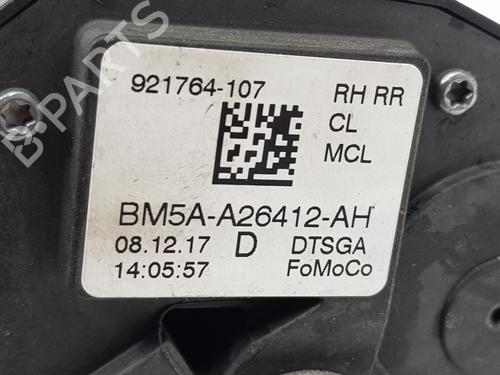 921764-107 RH RR
CL
MCL
BM5A-A26412-AH
08.12.17 D DTSGA
14:05:57 FoMoCo
B-PARTS